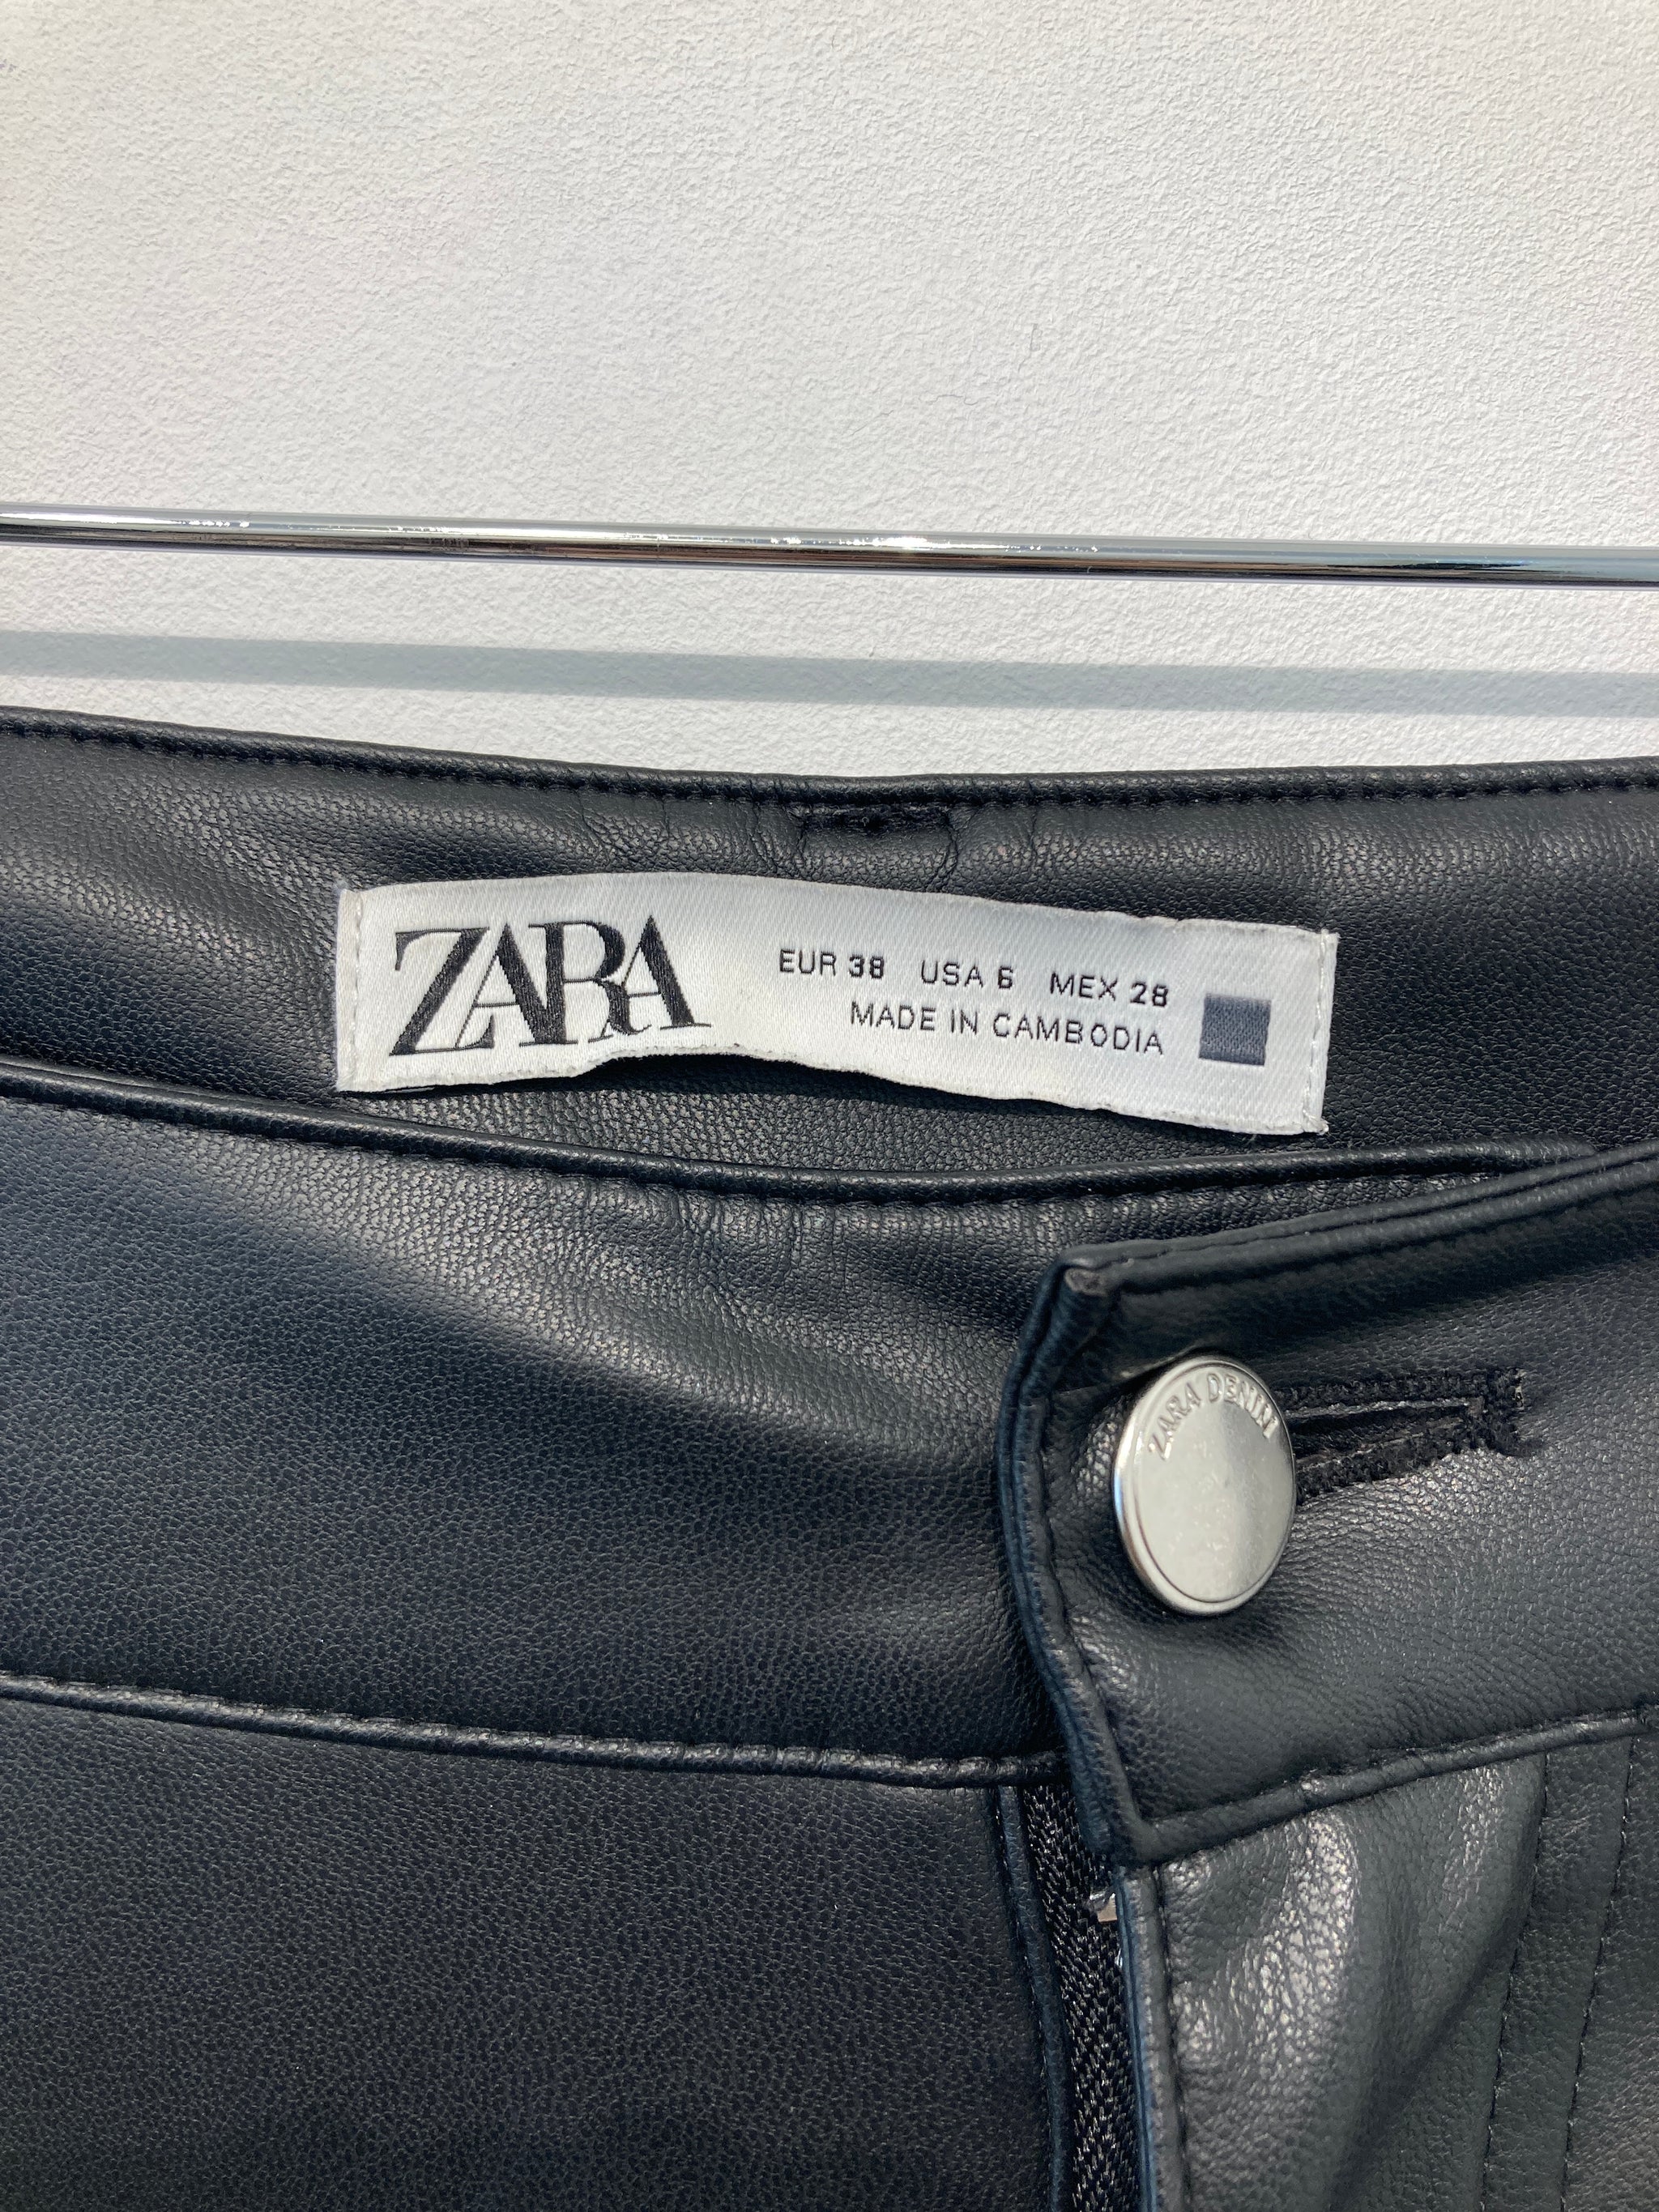 ZARA
EUR 38 USA 6 MEX 28
MADE IN CAMBODIA
ZARA DENIM